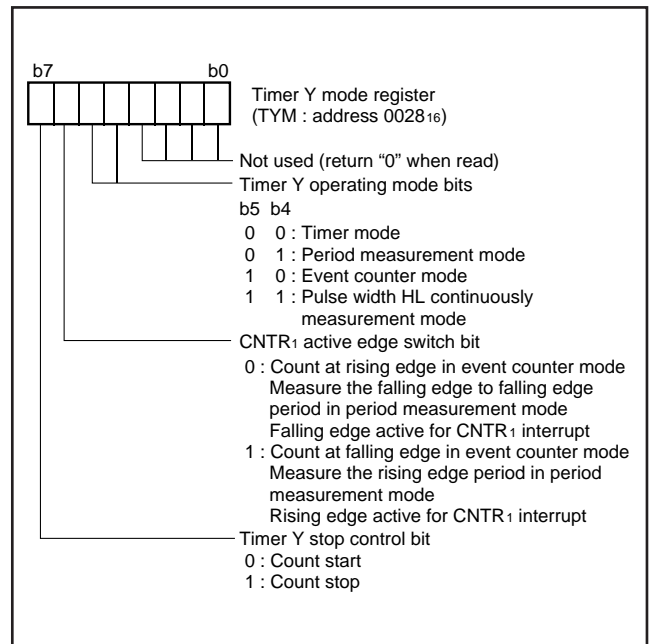 b7 b0
Timer Y mode register
(TYM : address 002816)
Not used (return “0” when read)
Timer Y operating mode bits
b5 b4
0 0 : Timer mode
0 1 : Period measurement mode
1 0 : Event counter mode
1 1 : Pulse width HL continuously
measurement mode
CNTR1 active edge switch bit
0 : Count at rising edge in event counter mode
Measure the falling edge to falling edge
period in period measurement mode
Falling edge active for CNTR1 interrupt
1 : Count at falling edge in event counter mode
Measure the rising edge period in period
measurement mode
Rising edge active for CNTR1 interrupt
Timer Y stop control bit
0 : Count start
1 : Count stop